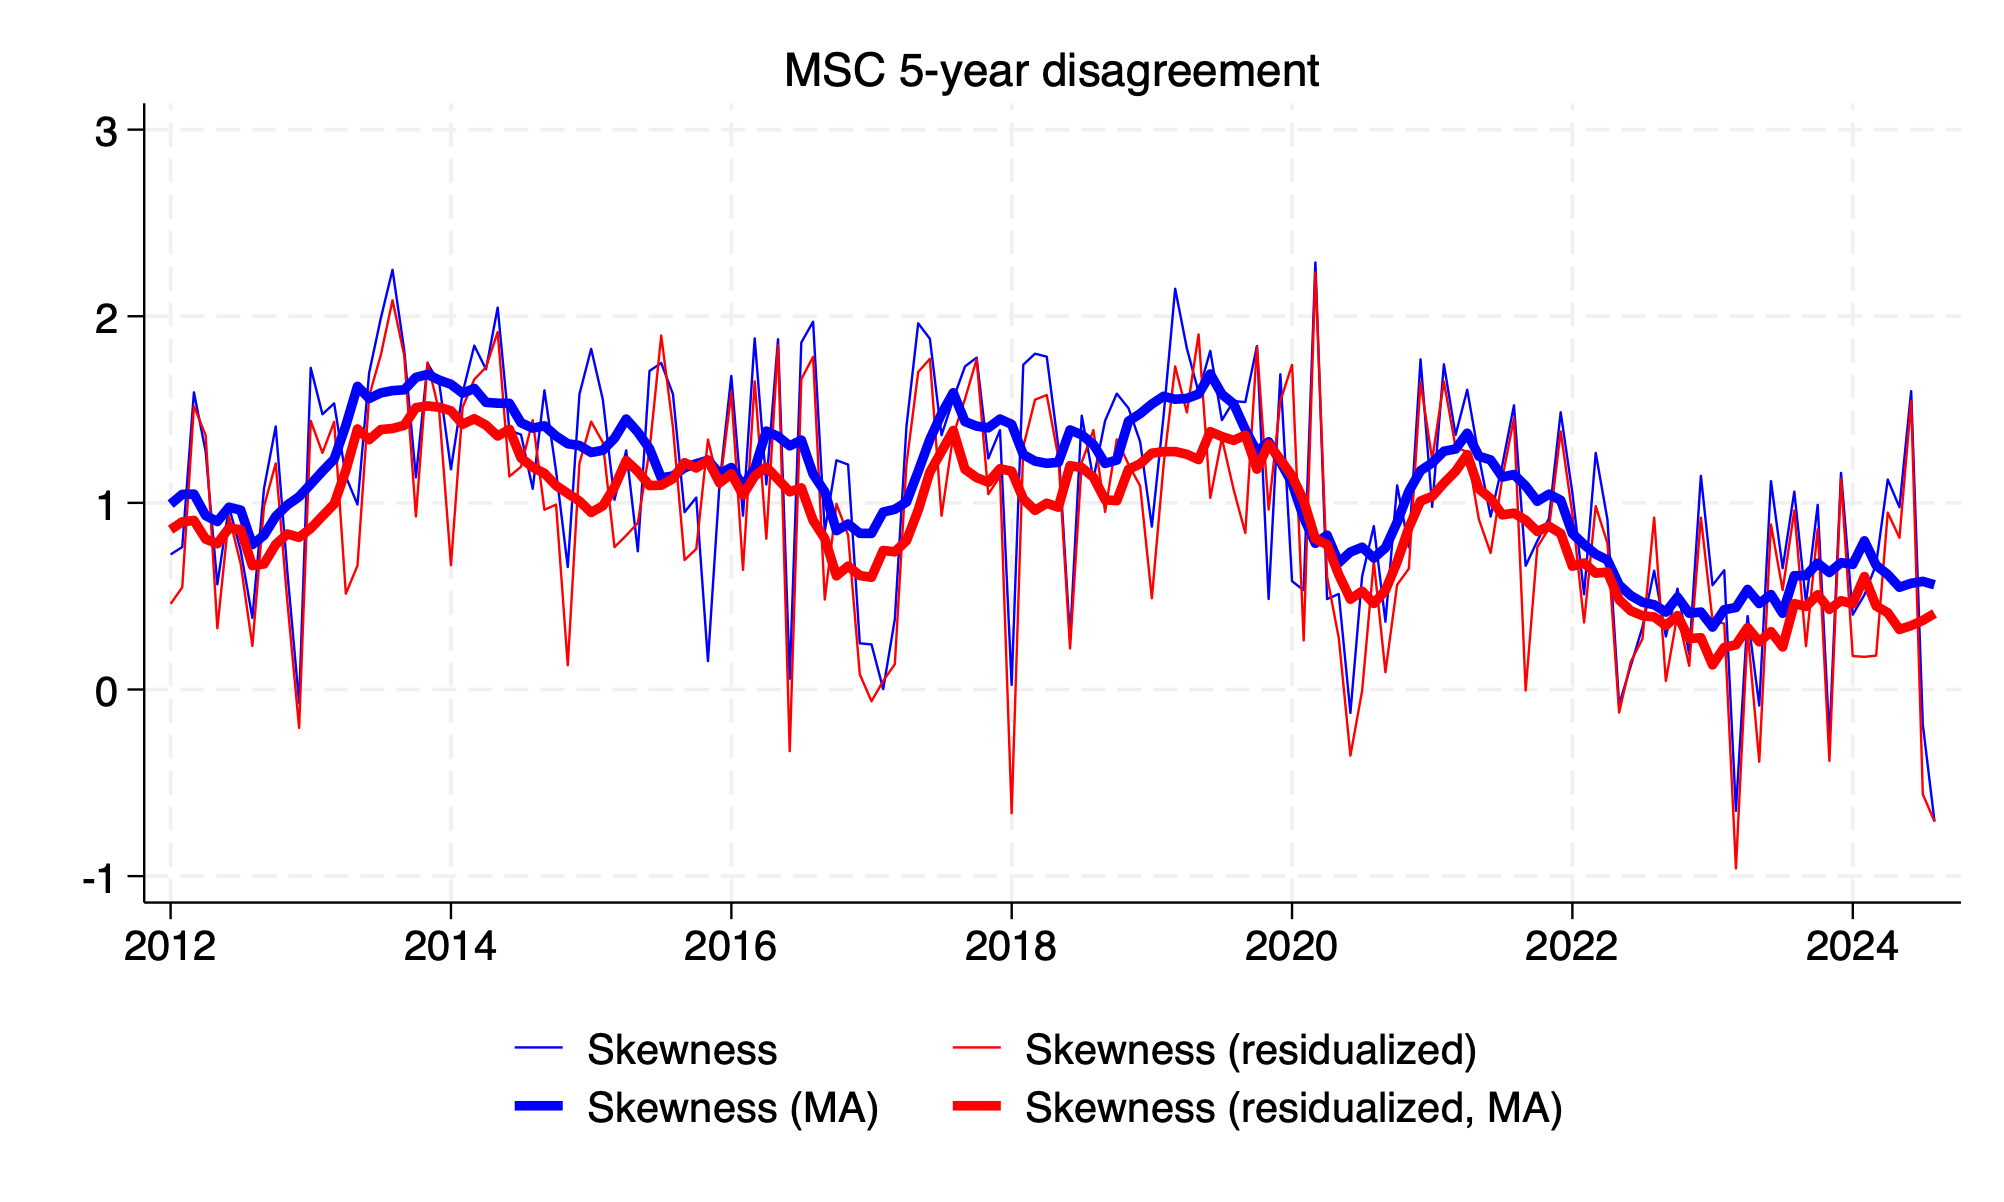 MSC 5-year disagreement
3
2
1
0
-1
2012 2014 2016 2018 2020 2022 2024
Skewness Skewness (residualized)
Skewness (MA) Skewness (residualized, MA)